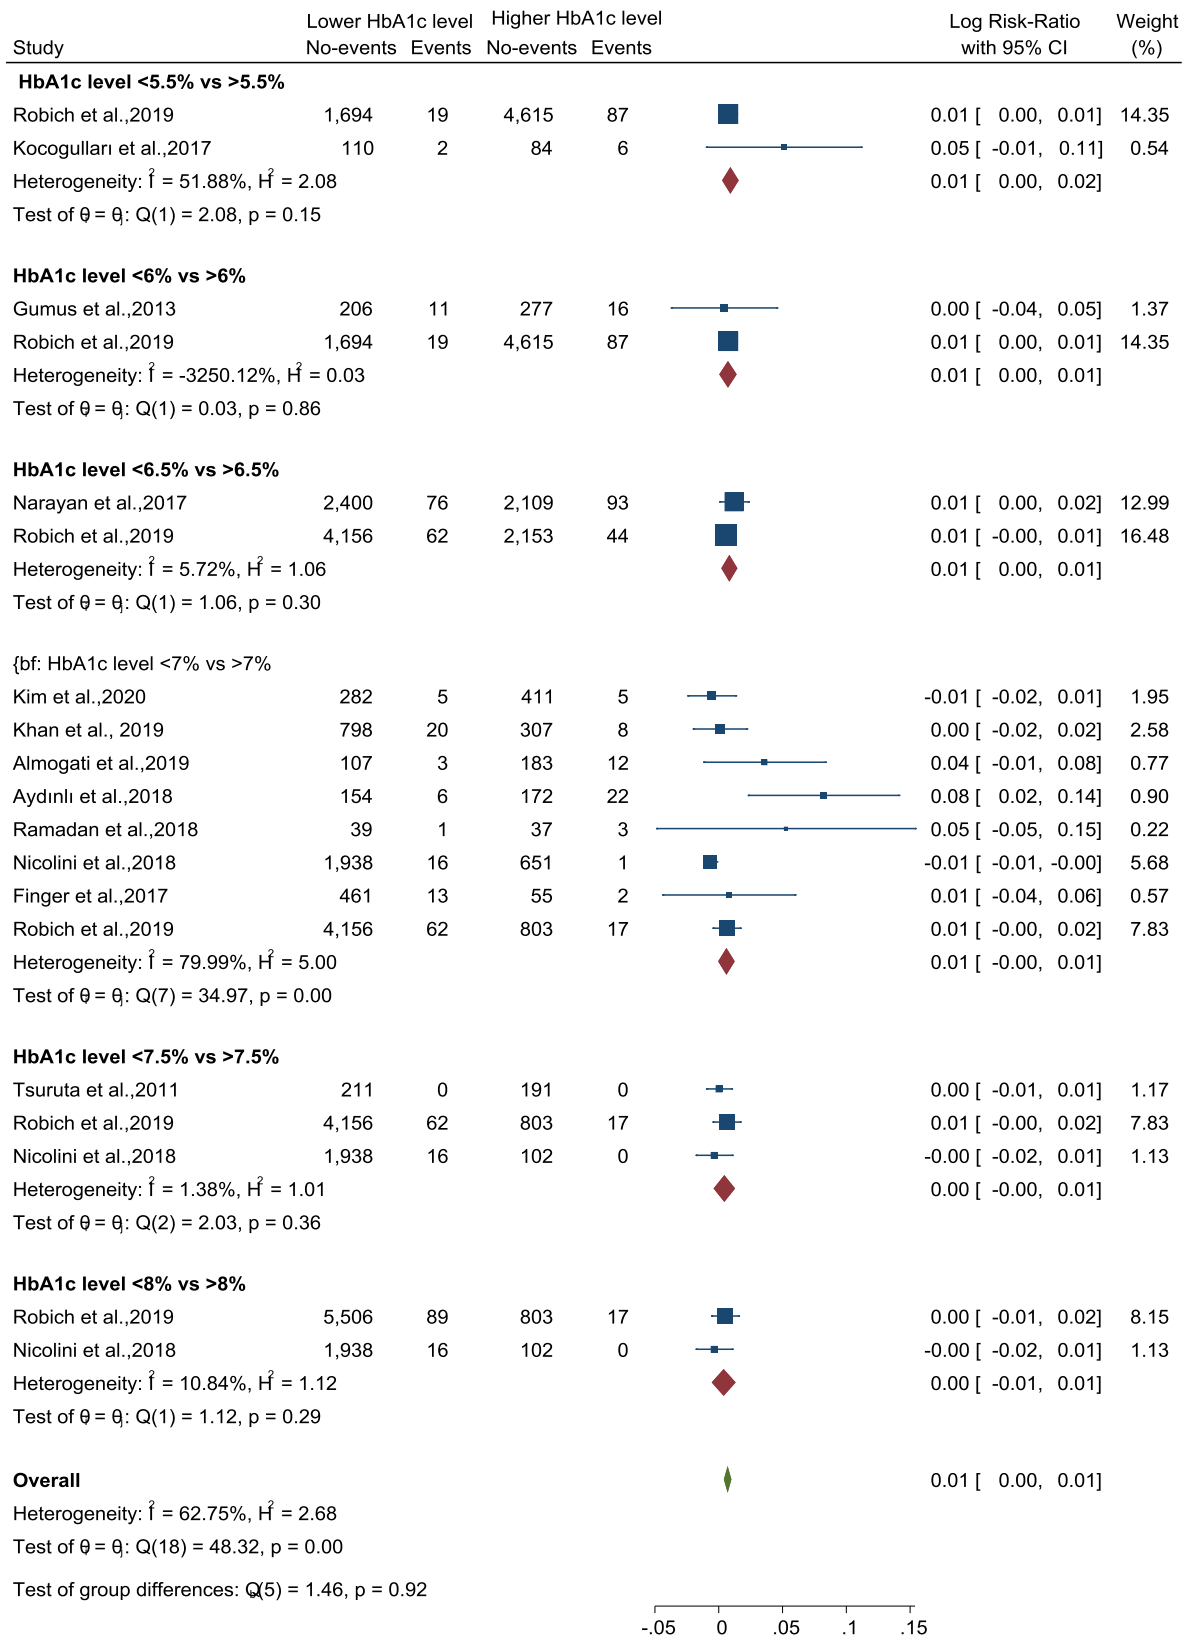 Lower HbA1c level Higher HbA1c level Log Risk-Ratio Weight
Study No-events Events No-events Events with 95% CI (%)
HbA1c level <5.5% vs >5.5%
Robich et al.,2019 1,694 19 4,615 87 0.01 [ 0.00, 0.01] 14.35
Kocogulları et al.,2017 110 2 84 6 0.05 [ -0.01, 0.11] 0.54
Heterogeneity: I² = 51.88%, H² = 2.08 0.01 [ 0.00, 0.02]
Test of θᵢ = θⱼ: Q(1) = 2.08, p = 0.15
HbA1c level <6% vs >6%
Gumus et al.,2013 206 11 277 16 0.00 [ -0.04, 0.05] 1.37
Robich et al.,2019 1,694 19 4,615 87 0.01 [ 0.00, 0.01] 14.35
Heterogeneity: I² = -3250.12%, H² = 0.03 0.01 [ 0.00, 0.01]
Test of θᵢ = θⱼ: Q(1) = 0.03, p = 0.86
HbA1c level <6.5% vs >6.5%
Narayan et al.,2017 2,400 76 2,109 93 0.01 [ 0.00, 0.02] 12.99
Robich et al.,2019 4,156 62 2,153 44 0.01 [ -0.00, 0.01] 16.48
Heterogeneity: I² = 5.72%, H² = 1.06 0.01 [ 0.00, 0.01]
Test of θᵢ = θⱼ: Q(1) = 1.06, p = 0.30
{bf: HbA1c level <7% vs >7%
Kim et al.,2020 282 5 411 5 -0.01 [ -0.02, 0.01] 1.95
Khan et al., 2019 798 20 307 8 0.00 [ -0.02, 0.02] 2.58
Almogati et al.,2019 107 3 183 12 0.04 [ -0.01, 0.08] 0.77
Aydınlı et al.,2018 154 6 172 22 0.08 [ 0.02, 0.14] 0.90
Ramadan et al.,2018 39 1 37 3 0.05 [ -0.05, 0.15] 0.22
Nicolini et al.,2018 1,938 16 651 1 -0.01 [ -0.01, -0.00] 5.68
Finger et al.,2017 461 13 55 2 0.01 [ -0.04, 0.06] 0.57
Robich et al.,2019 4,156 62 803 17 0.01 [ -0.00, 0.02] 7.83
Heterogeneity: I² = 79.99%, H² = 5.00 0.01 [ -0.00, 0.01]
Test of θᵢ = θⱼ: Q(7) = 34.97, p = 0.00
HbA1c level <7.5% vs >7.5%
Tsuruta et al.,2011 211 0 191 0 0.00 [ -0.01, 0.01] 1.17
Robich et al.,2019 4,156 62 803 17 0.01 [ -0.00, 0.02] 7.83
Nicolini et al.,2018 1,938 16 102 0 -0.00 [ -0.02, 0.01] 1.13
Heterogeneity: I² = 1.38%, H² = 1.01 0.00 [ -0.00, 0.01]
Test of θᵢ = θⱼ: Q(2) = 2.03, p = 0.36
HbA1c level <8% vs >8%
Robich et al.,2019 5,506 89 803 17 0.00 [ -0.01, 0.02] 8.15
Nicolini et al.,2018 1,938 16 102 0 -0.00 [ -0.02, 0.01] 1.13
Heterogeneity: I² = 10.84%, H² = 1.12 0.00 [ -0.01, 0.01]
Test of θᵢ = θⱼ: Q(1) = 1.12, p = 0.29
Overall 0.01 [ 0.00, 0.01]
Heterogeneity: I² = 62.75%, H² = 2.68
Test of θᵢ = θⱼ: Q(18) = 48.32, p = 0.00
Test of group differences: Q_b(5) = 1.46, p = 0.92
-.05 0 .05 .1 .15